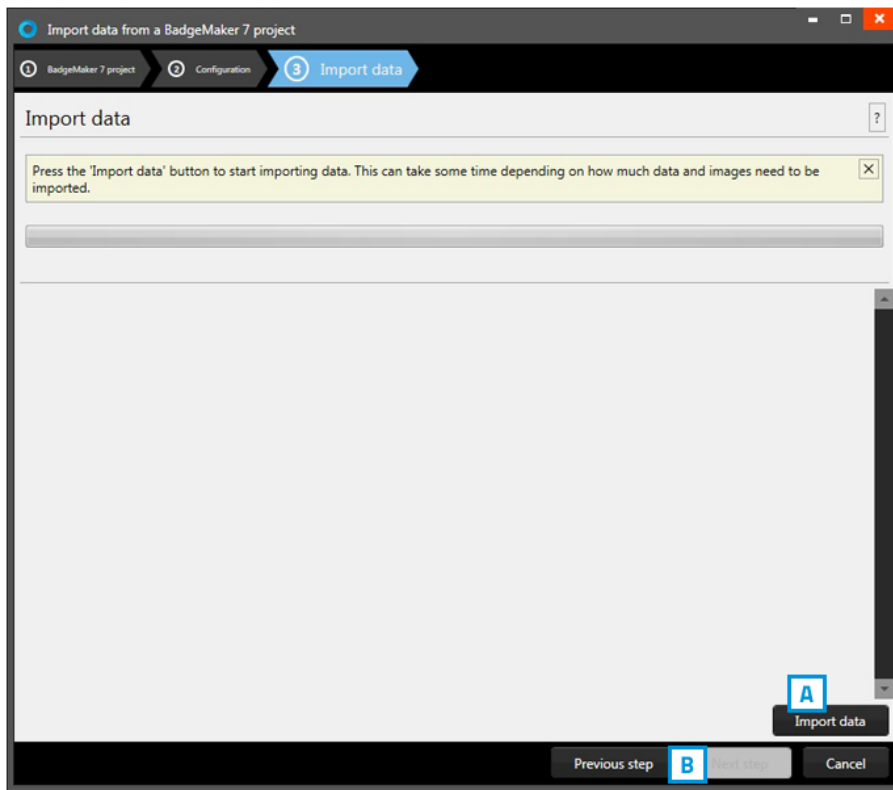 Import data from a BadgeMaker 7 project
1 BadgeMaker 7 project 2 Configuration 3 Import data
Import data
?
Press the 'Import data' button to start importing data. This can take some time depending on how much data and images need to be
imported.
A
Import data
Previous step B Next step Cancel